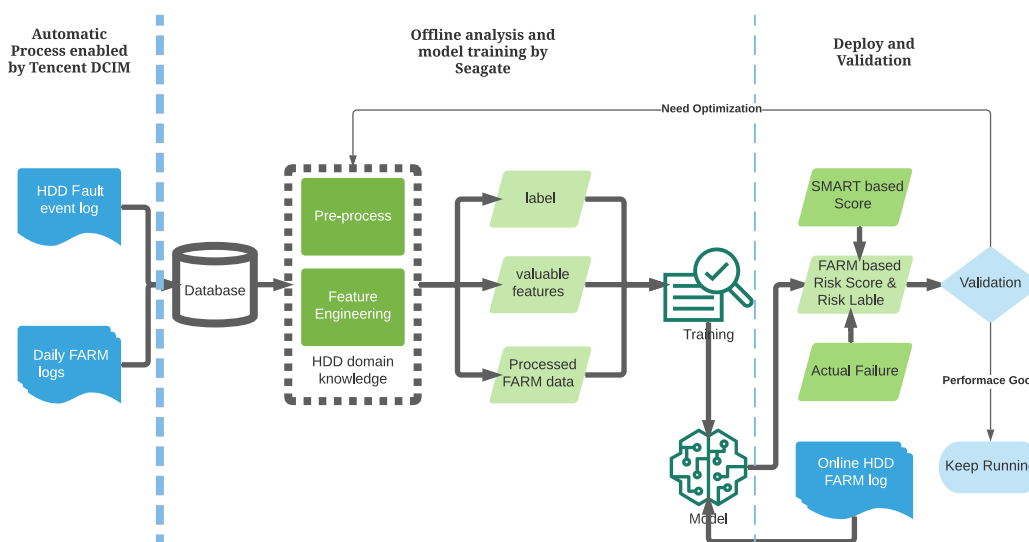 Automatic
Process enabled
by Tencent DCIM
Offline analysis and
model training by
Seagate
Deploy and
Validation
Need Optimization
HDD Fault
event log
Daily FARM
logs
Database
Pre-process
Feature
Engineering
HDD domain
knowledge
label
valuable
features
Processed
FARM data
Training
Model
SMART based
Score
FARM based
Risk Score &
Risk Lable
Actual Failure
Online HDD
FARM log
Validation
Performace Goo
Keep Running